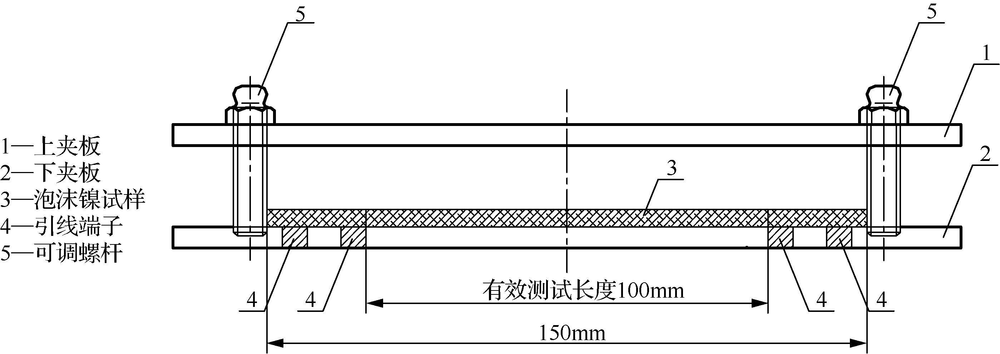 5
5
1
1—上夹板
2—下夹板
3—泡沫镍试样
4—引线端子
5—可调螺杆
2
3
有效测试长度100mm
4
4
4
4
150mm